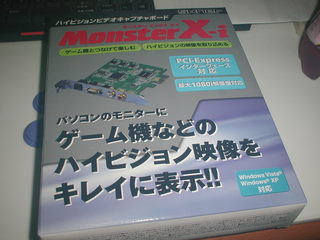 ハイビジョンビデオキャプチャボード
MonsterX-i
ゲーム機とつなげて楽しむ
ハイビジョンの映像を取り込める
PCI-Express
インターフェース
対応
最大1080i解像度対応
パソコンのモニターに
ゲーム機などの
ハイビジョン映像を
キレイに表示!!
Windows Vista®
Windows® XP
対応